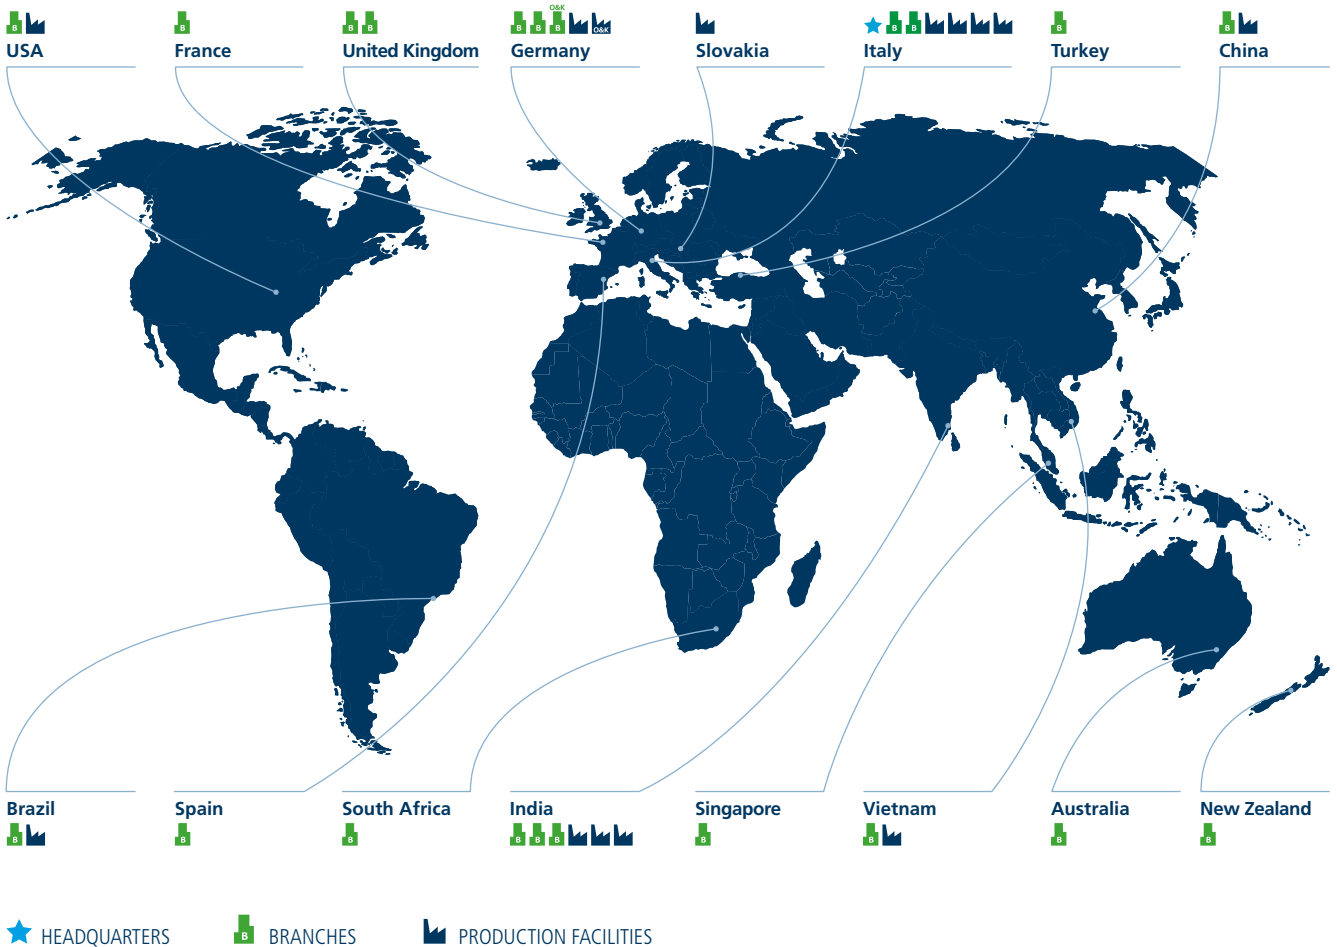 O&K
B
B
B B
B B B O&K
B B
B
B
USA
France
United Kingdom
Germany
Slovakia
Italy
Turkey
China
Brazil
Spain
South Africa
India
Singapore
Vietnam
Australia
New Zealand
B
B
B
B B B
B
B
B
B
B HEADQUARTERS
BRANCHES
PRODUCTION FACILITIES